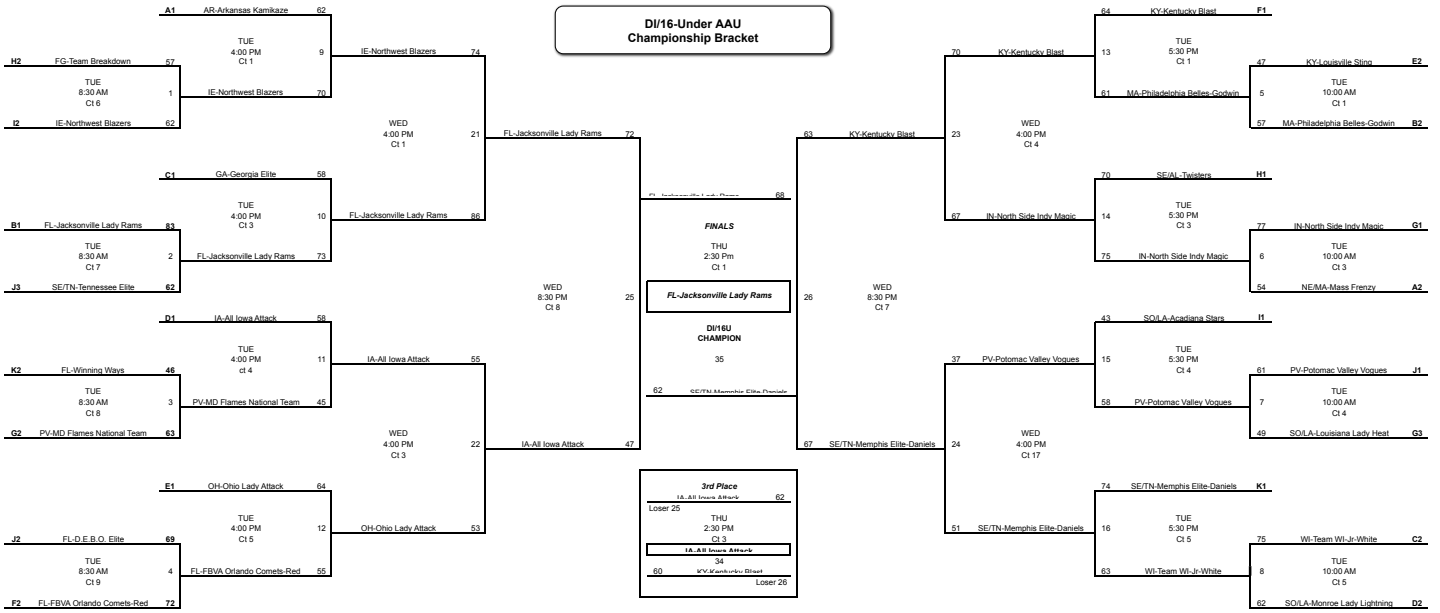 DI/16-Under AAU
Championship Bracket
A1 AR-Arkansas Kamikaze 62
TUE
4:00 PM
Ct 1
9
IE-Northwest Blazers 74
H2 FG-Team Breakdown 57
TUE
8:30 AM
Ct 6
1
IE-Northwest Blazers 70
I2 IE-Northwest Blazers 62
WED
4:00 PM
Ct 1
21
FL-Jacksonville Lady Rams 72
C1 GA-Georgia Elite 58
TUE
4:00 PM
Ct 3
10
FL-Jacksonville Lady Rams 86
B1 FL-Jacksonville Lady Rams 83
TUE
8:30 AM
Ct 7
2
FL-Jacksonville Lady Rams 73
J3 SE/TN-Tennessee Elite 62
WED
8:30 PM
Ct 8
25
D1 IA-All Iowa Attack 58
TUE
4:00 PM
ct 4
11
IA-All Iowa Attack 55
K2 FL-Winning Ways 46
TUE
8:30 AM
Ct 8
3
PV-MD Flames National Team 45
G2 PV-MD Flames National Team 63
WED
4:00 PM
Ct 3
22
IA-All Iowa Attack 47
E1 OH-Ohio Lady Attack 64
TUE
4:00 PM
Ct 5
12
OH-Ohio Lady Attack 53
J2 FL-D.E.B.O. Elite 69
TUE
8:30 AM
Ct 9
4
FL-FBVA Orlando Comets-Red 55
F2 FL-FBVA Orlando Comets-Red 72
FL-Jacksonville Lady Rams 68
FINALS
THU
2:30 Pm
Ct 1
FL-Jacksonville Lady Rams
DI/16U
CHAMPION
35
62 SE/TN-Memphis Elite-Daniels
3rd Place
IA-All Iowa Attack 62
Loser 25
THU
2:30 PM
Ct 3
IA-All Iowa Attack
34
60 KY-Kentucky Blast
Loser 26
64 KY-Kentucky Blast F1
70 KY-Kentucky Blast
13
TUE
5:30 PM
Ct 1
47 KY-Louisville Sting E2
61 MA-Philadelphia Belles-Godwin
5
TUE
10:00 AM
Ct 1
57 MA-Philadelphia Belles-Godwin B2
63 KY-Kentucky Blast
23
WED
4:00 PM
Ct 4
70 SE/AL-Twisters H1
67 IN-North Side Indy Magic
14
TUE
5:30 PM
Ct 3
77 IN-North Side Indy Magic G1
75 IN-North Side Indy Magic
6
TUE
10:00 AM
Ct 3
54 NE/MA-Mass Frenzy A2
26
WED
8:30 PM
Ct 7
43 SO/LA-Acadiana Stars I1
37 PV-Potomac Valley Vogues
15
TUE
5:30 PM
Ct 4
61 PV-Potomac Valley Vogues J1
58 PV-Potomac Valley Vogues
7
TUE
10:00 AM
Ct 4
49 SO/LA-Louisiana Lady Heat G3
67 SE/TN-Memphis Elite-Daniels
24
WED
4:00 PM
Ct 17
74 SE/TN-Memphis Elite-Daniels K1
51 SE/TN-Memphis Elite-Daniels
16
TUE
5:30 PM
Ct 5
75 WI-Team WI-Jr-White C2
63 WI-Team WI-Jr-White
8
TUE
10:00 AM
Ct 5
62 SO/LA-Monroe Lady Lightning D2